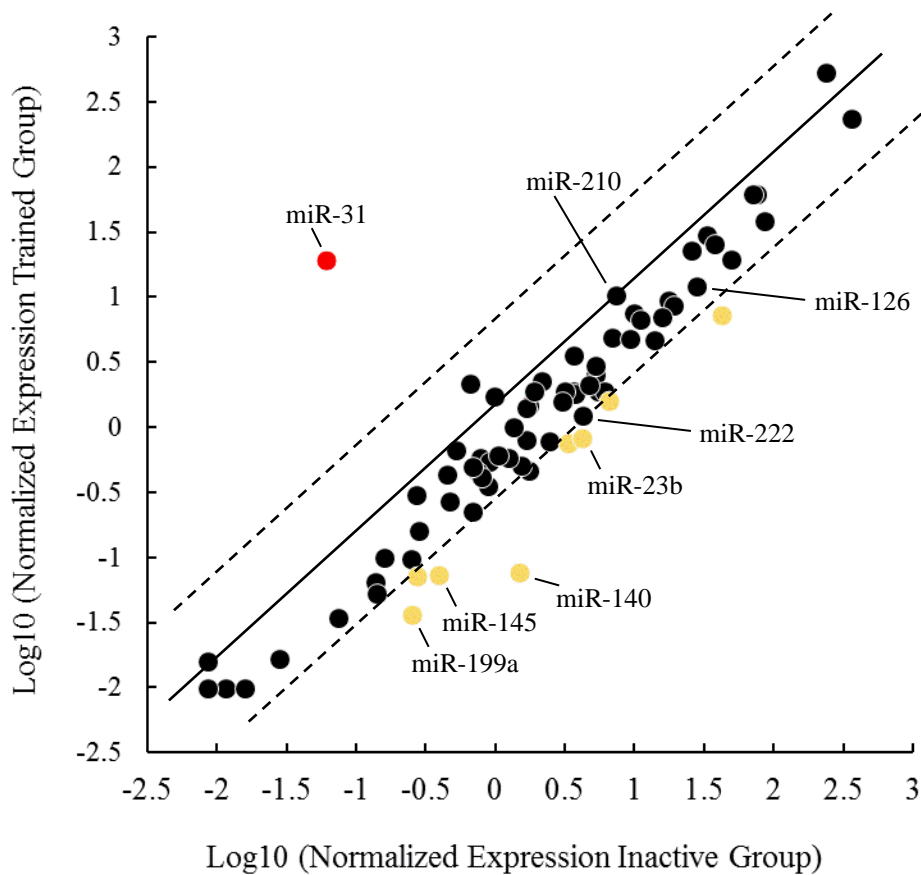 Log10 (Normalized Expression Trained Group)
3
2.5
2
1.5
1
0.5
0
-0.5
-1
-1.5
-2
-2.5
miR-31
miR-210
miR-126
miR-222
miR-23b
miR-140
miR-145
miR-199a
-2.5 -2 -1.5 -1 -0.5 0 0.5 1 1.5 2 2.5 3
Log10 (Normalized Expression Inactive Group)